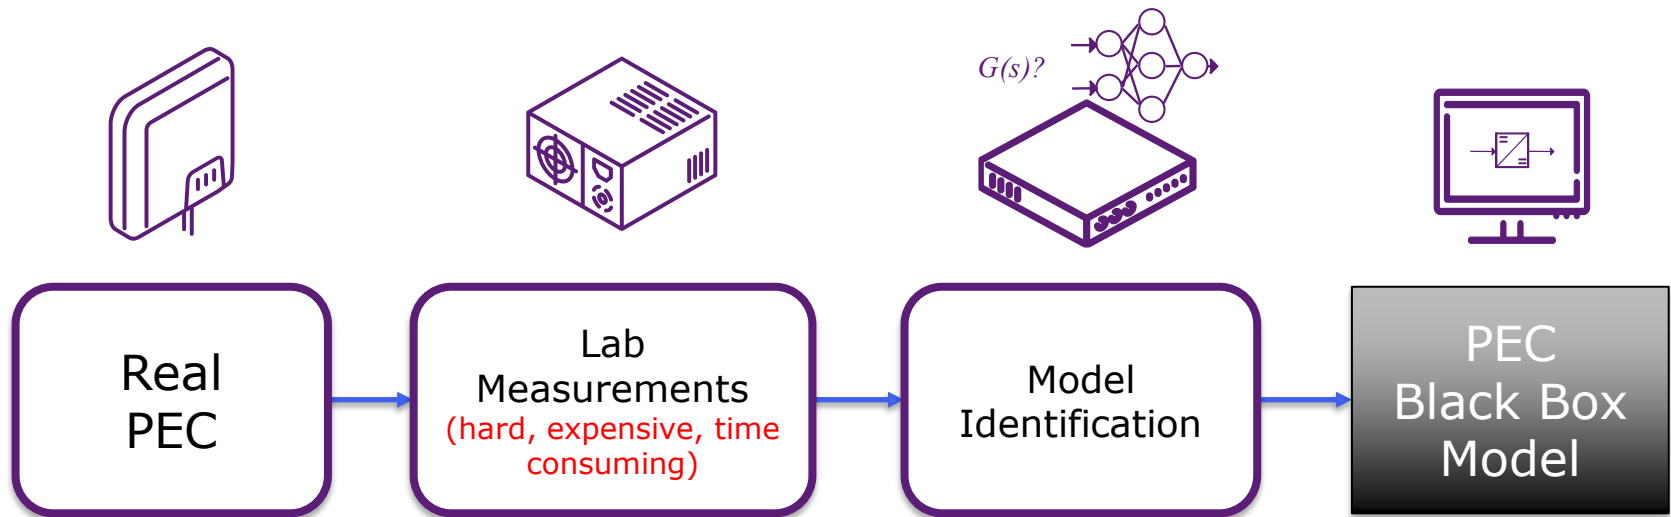 G(s)?
Real
PEC
Lab
Measurements
(hard, expensive, time
consuming)
Model
Identification
PEC
Black Box
Model